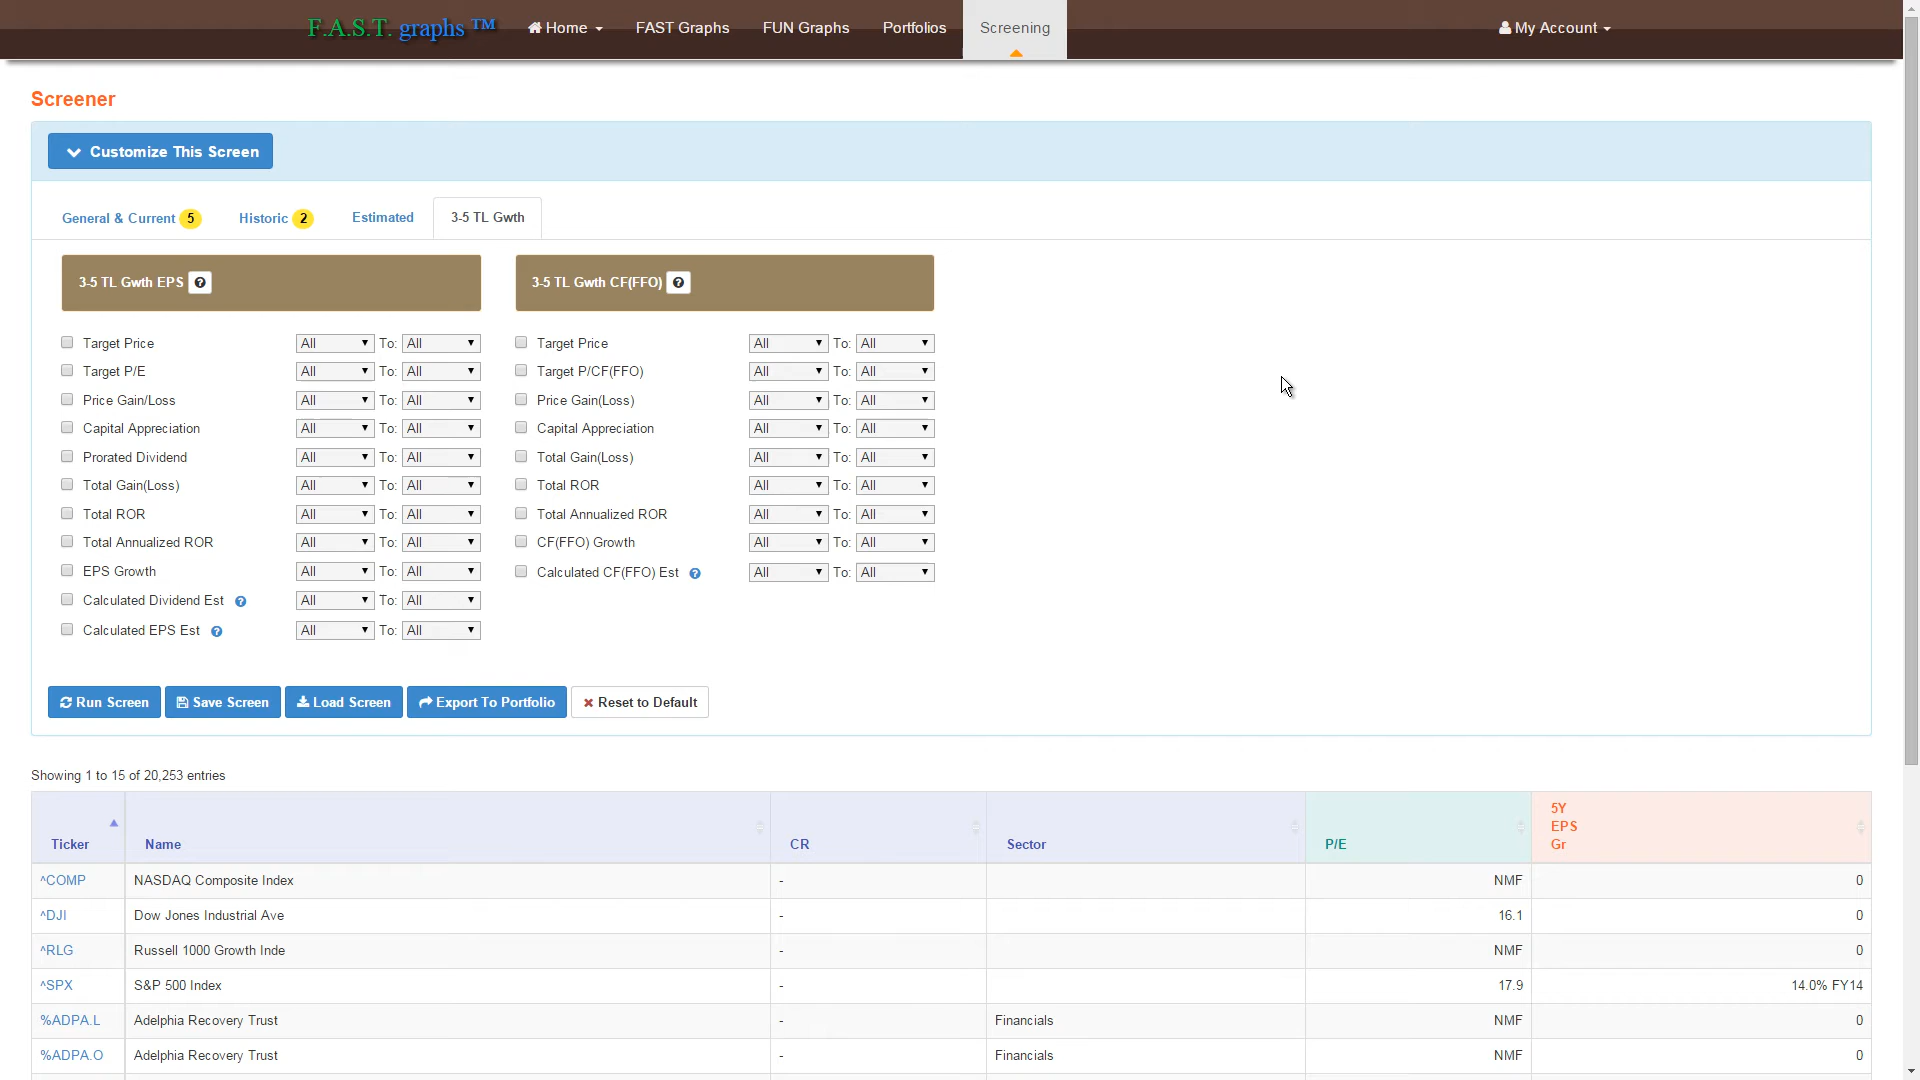 F.A.S.T. graphs ™ Home FAST Graphs FUN Graphs Portfolios Screening My Account
Screener
Customize This Screen
General & Current 5 Historic 2 Estimated 3-5 TL Gwth
3-5 TL Gwth EPS ? 3-5 TL Gwth CF(FFO) ?
Target Price All To: All Target Price All To: All
Target P/E All To: All Target P/CF(FFO) All To: All
Price Gain/Loss All To: All Price Gain(Loss) All To: All
Capital Appreciation All To: All Capital Appreciation All To: All
Prorated Dividend All To: All Total Gain(Loss) All To: All
Total Gain(Loss) All To: All Total ROR All To: All
Total ROR All To: All Total Annualized ROR All To: All
Total Annualized ROR All To: All CF(FFO) Growth All To: All
EPS Growth All To: All Calculated CF(FFO) Est ? All To: All
Calculated Dividend Est ? All To: All
Calculated EPS Est ? All To: All
Run Screen Save Screen Load Screen Export To Portfolio Reset to Default
Showing 1 to 15 of 20,253 entries
Ticker Name CR Sector P/E 5Y EPS Gr
^COMP NASDAQ Composite Index - NMF 0
^DJI Dow Jones Industrial Ave - 16.1 0
^RLG Russell 1000 Growth Inde - NMF 0
^SPX S&P 500 Index - 17.9 14.0% FY14
%ADPA.L Adelphia Recovery Trust - Financials NMF 0
%ADPA.O Adelphia Recovery Trust - Financials NMF 0